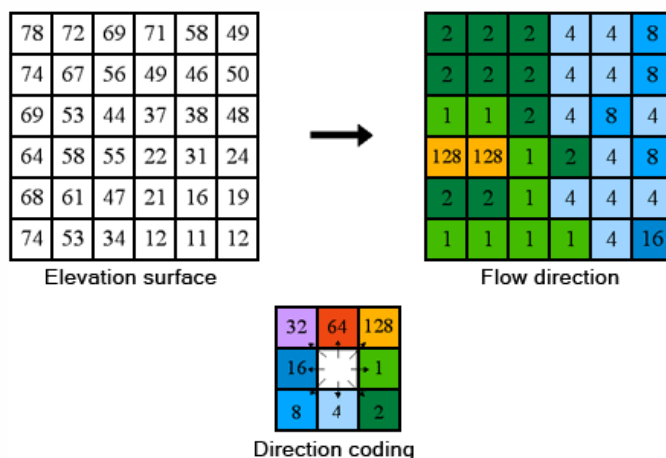 78 72 69 71 58 49
74 67 56 49 46 50
69 53 44 37 38 48
64 58 55 22 31 24
68 61 47 21 16 19
74 53 34 12 11 12
Elevation surface
2 2 2 4 4 8
2 2 2 4 4 8
1 1 2 4 8 4
128 128 1 2 4 8
2 2 1 4 4 4
1 1 1 1 4 16
Flow direction
32 64 128
16 1
8 4 2
Direction coding